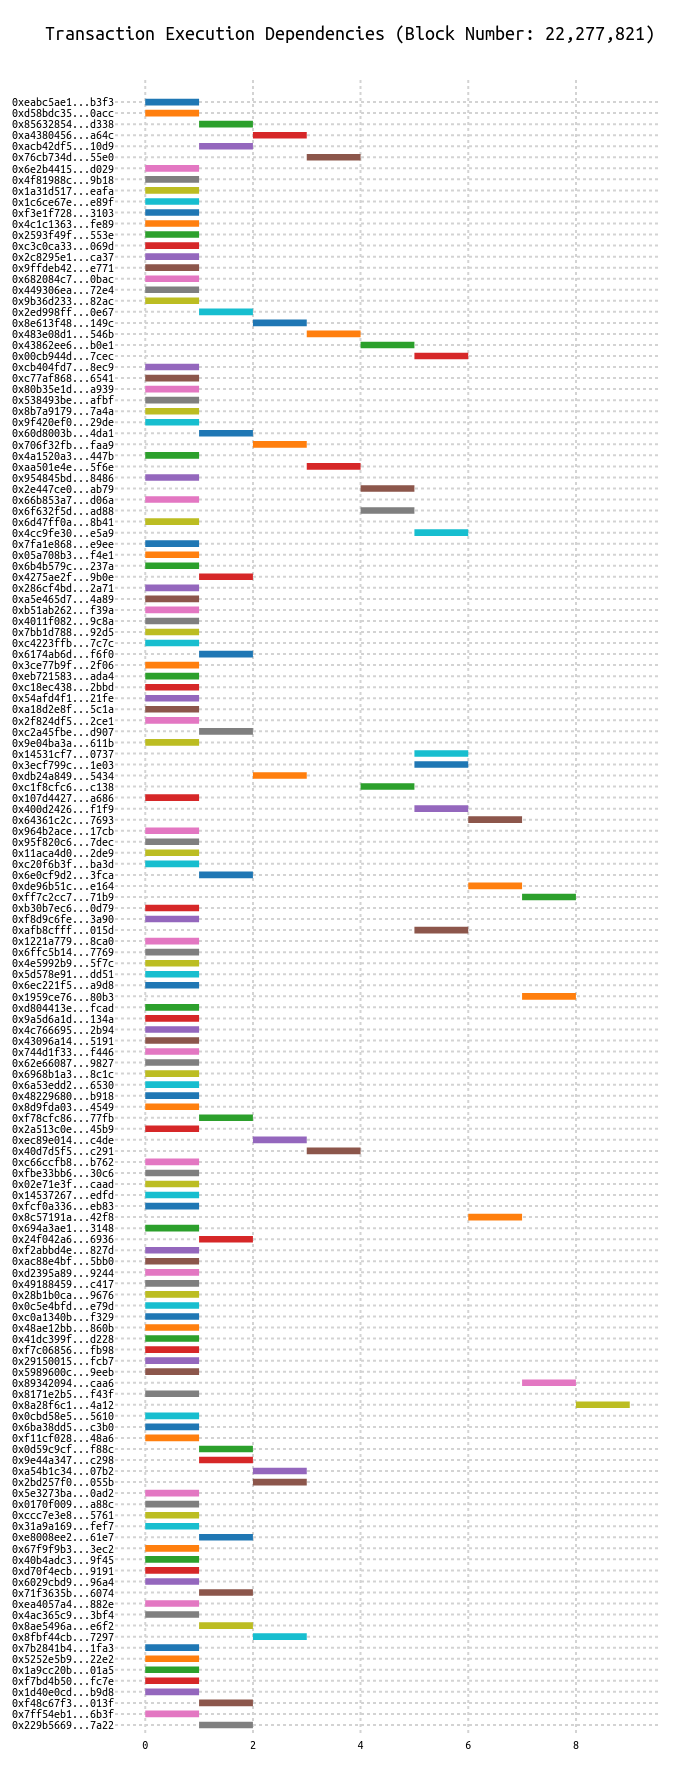 Transaction Execution Dependencies (Block Number: 22,277,821)
0xeabc5ae1...b3f3
0xd58bdc35...0acc
0x85632854...d338
0xa4380456...a64c
0xacb42df5...10d9
0x76cb734d...55e0
0x6e2b4415...d029
0x4f81988c...9b18
0x1a31d517...eafa
0x1c6ce67e...e89f
0xf3e1f728...3103
0x4c1c1363...fe89
0x2593f49f...553e
0xc3c0ca33...069d
0x2c8295e1...ca37
0x9ffdeb42...e771
0x682084c7...0bac
0x449306ea...72e4
0x9b36d233...82ac
0x2ed998ff...0e67
0x8e613f48...149c
0x483e08d1...546b
0x43862ee6...b0e1
0x00cb944d...7cec
0xcb404fd7...8ec9
0xc77af868...6541
0x80b35e1d...a939
0x538493be...afbf
0x8b7a9179...7a4a
0x9f420ef0...29de
0x60d8003b...4da1
0x706f32fb...faa9
0x4a1520a3...447b
0xaa501e4e...5f6e
0x954845bd...8486
0x2e447ce0...ab79
0x66b853a7...d06a
0x6f632f5d...ad88
0x6d47ff0a...8b41
0x4cc9fe30...e5a9
0x7fa1e868...e9ee
0x05a708b3...f4e1
0x6b4b579c...237a
0x4275ae2f...9b0e
0x286cf4bd...2a71
0xa5e465d7...4a89
0xb51ab262...f39a
0x4011f082...9c8a
0x7bb1d788...92d5
0xc4223ffb...7c7c
0x6174ab6d...f6f0
0x3ce77b9f...2f06
0xeb721583...ada4
0xc18ec438...2bbd
0x54afd4f1...21fe
0xa18d2e8f...5c1a
0x2f824df5...2ce1
0xc2a45fbe...d907
0x9e04ba3a...611b
0x14531cf7...0737
0x3ecf799c...1e03
0xdb24a849...5434
0xc1f8cfc6...c138
0x107d4427...a686
0x400d2426...f1f9
0x64361c2c...7693
0x964b2ace...17cb
0x95f820c6...7dec
0x11aca4d0...2de9
0xc20f6b3f...ba3d
0x6e0cf9d2...3fca
0xde96b51c...e164
0xff7c2cc7...71b9
0xb30b7ec6...0d79
0xf8d9c6fe...3a90
0xafb8cfff...015d
0x1221a779...8ca0
0x6ffc5b14...7769
0x4e5992b9...5f7c
0x5d578e91...dd51
0x6ec221f5...a9d8
0x1959ce76...80b3
0xd804413e...fcad
0x9a5d6a1d...134a
0x4c766695...2b94
0x43096a14...5191
0x744d1f33...f446
0x62e66087...9827
0x6968b1a3...8c1c
0x6a53edd2...6530
0x48229680...b918
0x8d9fda03...4549
0xf78cfc86...77fb
0x2a513c0e...45b9
0xec89e014...c4de
0x40d7d5f5...c291
0xc66ccfb8...b762
0xfbe33bb6...30c6
0x02e71e3f...caad
0x14537267...edfd
0xfcf0a336...eb83
0x8c57191a...42f8
0x694a3ae1...3148
0x24f042a6...6936
0xf2abbd4e...827d
0xac88e4bf...5bb0
0xd2395a89...9244
0x49188459...c417
0x28b1b0ca...9676
0x0c5e4bfd...e79d
0xc0a1340b...f329
0x48ae12bb...860b
0x41dc399f...d228
0xf7c06856...fb98
0x29150015...fcb7
0x5989600c...9eeb
0x89342094...caa6
0x8171e2b5...f43f
0x8a28f6c1...4a12
0x0cbd58e5...5610
0x6ba38dd5...c3b0
0xf11cf028...48a6
0x0d59c9cf...f88c
0x9e44a347...c298
0xa54b1c34...07b2
0x2bd257f0...055b
0x5e3273ba...0ad2
0x0170f009...a88c
0xccc7e3e8...5761
0x31a9a169...fef7
0xe8008ee2...61e7
0x67f9f9b3...3ec2
0x40b4adc3...9f45
0xd70f4ecb...9191
0x6029cbd9...96a4
0x71f3635b...6074
0xea4057a4...882e
0x4ac365c9...3bf4
0x8ae5496a...e6f2
0x8fbf44cb...7297
0x7b2841b4...1fa3
0x5252e5b9...22e2
0x1a9cc20b...01a5
0xf7bd4b50...fc7e
0x1d40e0cd...b9d8
0xf48c67f3...013f
0x7ff54eb1...6b3f
0x229b5669...7a22
0 2 4 6 8